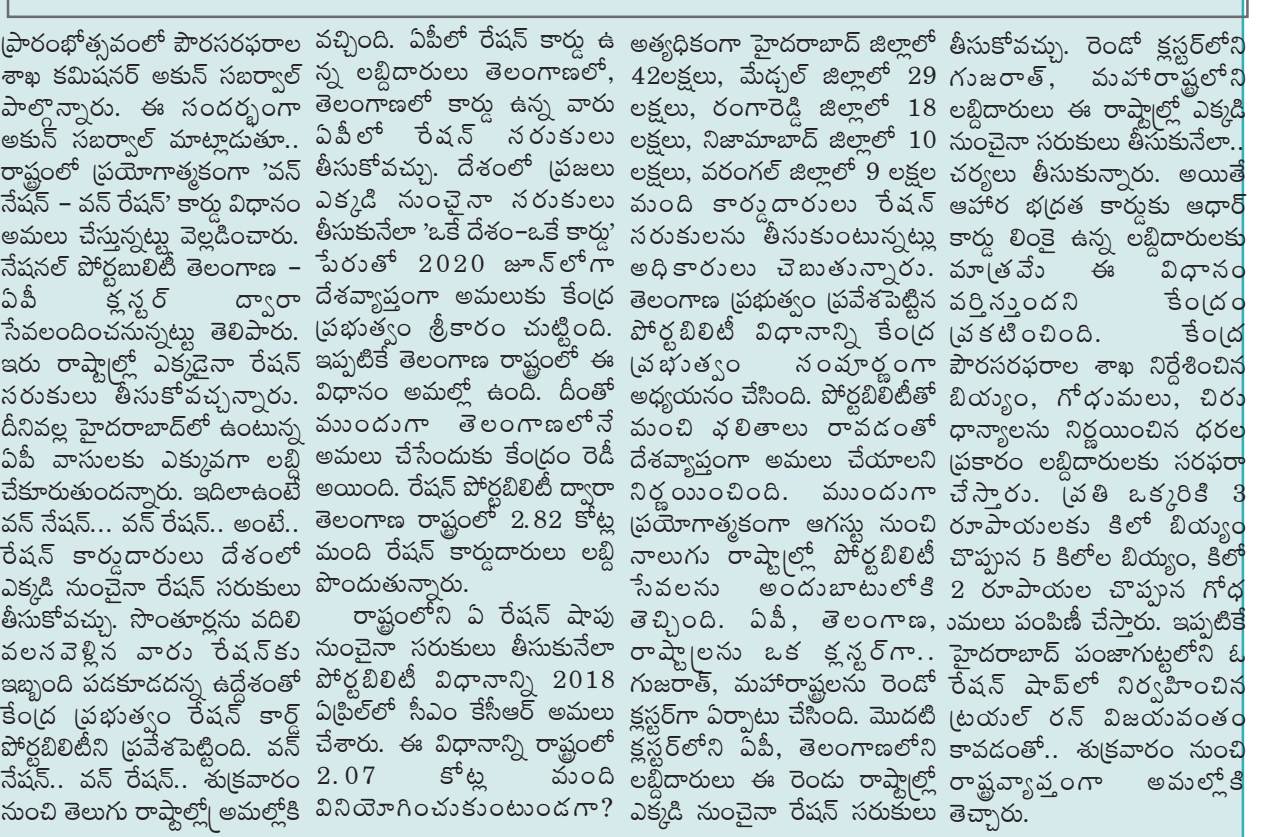 ప్రారంభోత్సవంలో పౌరసరఫరాల
శాఖ కమిషనర్ అకున్ సబర్వాల్
పాల్గొన్నారు. ఈ సందర్భంగా
అకున్ సబర్వాల్ మాట్లాడుతూ..
రాష్ట్రంలో ప్రయోగాత్మకంగా 'వన్
నేషన్ – వన్ రేషన్' కార్డు విధానం
అమలు చేస్తున్నట్టు వెల్లడించారు.
నేషనల్ పోర్టబులిటీ తెలంగాణ –
ఏపీ క్లస్టర్ ద్వారా
సేవలందించనున్నట్టు తెలిపారు.
ఇరు రాష్ట్రాల్లో ఎక్కడైనా రేషన్
సరుకులు తీసుకోవచ్చన్నారు.
దీనివల్ల హైదరాబాద్‌లో ఉంటున్న
ఏపీ వాసులకు ఎక్కువగా లబ్ది
చేకూరుతుందన్నారు. ఇదిలాఉంటే
వన్ నేషన్... వన్ రేషన్.. అంటే..
రేషన్ కార్డుదారులు దేశంలో
ఎక్కడి నుంచైనా రేషన్ సరుకులు
తీసుకోవచ్చు. సొంతూర్లను వదిలి
వలసవెళ్లిన వారు రేషన్‌కు
ఇబ్బంది పడకూడదన్న ఉద్దేశంతో
కేంద్ర ప్రభుత్వం రేషన్ కార్డ్
పోర్టబిలిటీని ప్రవేశపెట్టింది. వన్
నేషన్.. వన్ రేషన్.. శుక్రవారం
నుంచి తెలుగు రాష్ట్రాల్లో అమల్లోకి
వచ్చింది. ఏపీలో రేషన్ కార్డు ఉ
న్న లబ్దిదారులు తెలంగాణలో,
తెలంగాణలో కార్డు ఉన్న వారు
ఏపీలో రేషన్ సరుకులు
తీసుకోవచ్చు. దేశంలో ప్రజలు
ఎక్కడి నుంచైనా సరుకులు
తీసుకునేలా 'ఒకే దేశం–ఒకే కార్డు'
పేరుతో 2020 జూన్‌లోగా
దేశవ్యాప్తంగా అమలుకు కేంద్ర
ప్రభుత్వం శ్రీకారం చుట్టింది.
ఇప్పటికే తెలంగాణ రాష్ట్రంలో ఈ
విధానం అమల్లో ఉంది. దీంతో
ముందుగా తెలంగాణలోనే
అమలు చేసేందుకు కేంద్రం రెడీ
అయింది. రేషన్ పోర్టబిలిటీ ద్వారా
తెలంగాణ రాష్ట్రంలో 2.82 కోట్ల
మంది రేషన్ కార్డుదారులు లబ్ది
పొందుతున్నారు.
రాష్ట్రంలోని ఏ రేషన్ షాపు
నుంచైనా సరుకులు తీసుకునేలా
పోర్టబిలిటీ విధానాన్ని 2018
ఏప్రిల్‌లో సీఎం కేసీఆర్ అమలు
చేశారు. ఈ విధానాన్ని రాష్ట్రంలో
2.07 కోట్ల మంది
వినియోగించుకుంటుండగా?
అత్యధికంగా హైదరాబాద్ జిల్లాలో
42లక్షలు, మేడ్చల్ జిల్లాలో 29
లక్షలు, రంగారెడ్డి జిల్లాలో 18
లక్షలు, నిజామాబాద్ జిల్లాలో 10
లక్షలు, వరంగల్ జిల్లాలో 9 లక్షల
మంది కార్డుదారులు రేషన్
సరుకులను తీసుకుంటున్నట్లు
అధికారులు చెబుతున్నారు.
తెలంగాణ ప్రభుత్వం ప్రవేశపెట్టిన
పోర్టబిలిటీ విధానాన్ని కేంద్ర
ప్రభుత్వం సంపూర్ణంగా
అధ్యయనం చేసింది. పోర్టబిలిటీతో
మంచి ఫలితాలు రావడంతో
దేశవ్యాప్తంగా అమలు చేయాలని
నిర్ణయించింది. ముందుగా
ప్రయోగాత్మకంగా ఆగస్టు నుంచి
నాలుగు రాష్ట్రాల్లో పోర్టబిలిటీ
సేవలను అందుబాటులోకి
తెచ్చింది. ఏపీ, తెలంగాణ,
రాష్ట్రాలను ఒక క్లస్టర్‌గా..
గుజరాత్, మహారాష్ట్రలను రెండో
క్లస్టర్‌గా ఏర్పాటు చేసింది. మొదటి
క్లస్టర్‌లోని ఏపీ, తెలంగాణలోని
లబ్దిదారులు ఈ రెండు రాష్ట్రాల్లో
ఎక్కడి నుంచైనా రేషన్ సరుకులు
తీసుకోవచ్చు. రెండో క్లస్టర్‌లోని
గుజరాత్, మహారాష్ట్రలోని
లబ్దిదారులు ఈ రాష్ట్రాల్లో ఎక్కడి
నుంచైనా సరుకులు తీసుకునేలా..
చర్యలు తీసుకున్నారు. అయితే
ఆహార భద్రత కార్డుకు ఆధార్
కార్డు లింకై ఉన్న లబ్దిదారులకు
మాత్రమే ఈ విధానం
వర్తిస్తుందని కేంద్రం
ప్రకటించింది. కేంద్ర
పౌరసరఫరాల శాఖ నిర్దేశించిన
బియ్యం, గోధుమలు, చిరు
ధాన్యాలను నిర్ణయించిన ధరల
ప్రకారం లబ్దిదారులకు సరఫరా
చేస్తారు. ప్రతి ఒక్కరికి 3
రూపాయలకు కిలో బియ్యం
చొప్పున 5 కిలోల బియ్యం, కిలో
2 రూపాయల చొప్పున గోధ
ుమలు పంపిణీ చేస్తారు. ఇప్పటికే
హైదరాబాద్ పంజాగుట్టలోని ఓ
రేషన్ షాప్‌లో నిర్వహించిన
ట్రయల్ రన్ విజయవంతం
కావడంతో.. శుక్రవారం నుంచి
రాష్ట్రవ్యాప్తంగా అమల్లోకి
తెచ్చారు.